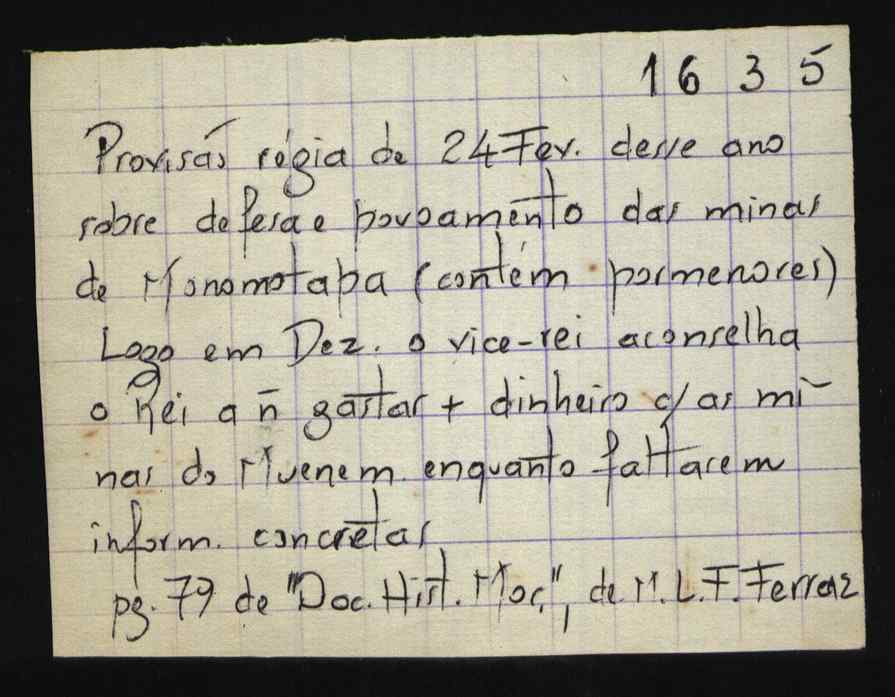 1635
Provisão régia de 24 Fev. desse ano
sobre defesa e povoamento das minas
de Monomotapa (contém pormenores)
Logo em Dez. o vice-rei aconselha
o Rei a ñ gastar + dinheiro c/ as mi-
nas do Muenem. enquanto faltarem
inform. concretas
pg. 79 de "Doc. Hist. Moç.", de M. L. F. Ferraz